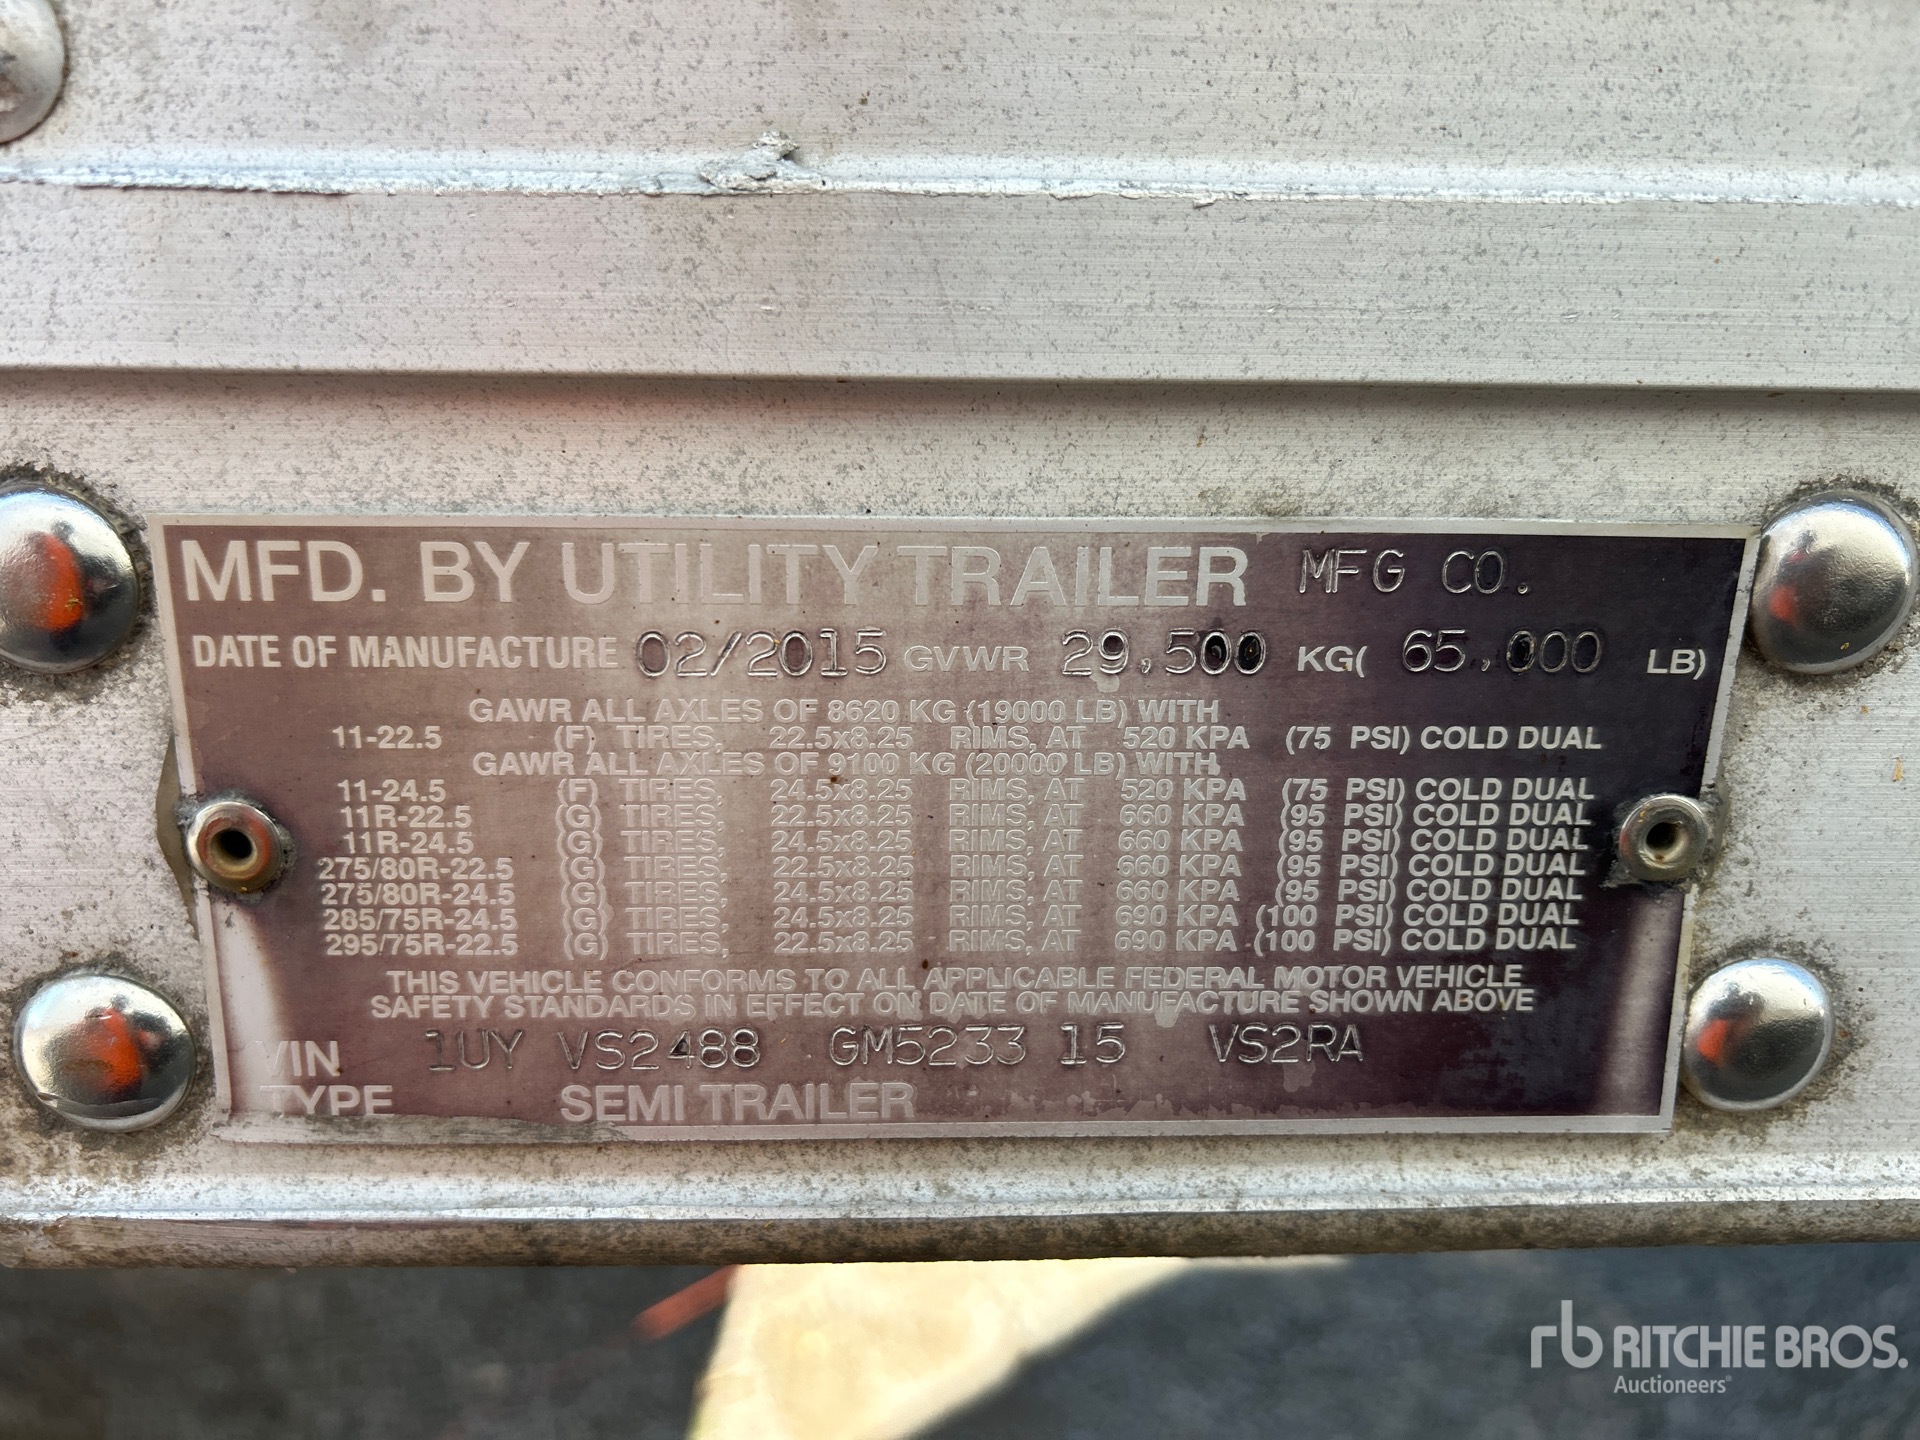 MFD. BY UTILITY TRAILER MFG CO.
DATE OF MANUFACTURE 02/2015 GVWR 29,500 KG( 65,000 LB)
GAWR ALL AXLES OF 8620 KG (19000 LB) WITH
11-22.5 (F) TIRES, 22.5x8.25 RIMS, AT 520 KPA (75 PSI) COLD DUAL
GAWR ALL AXLES OF 9100 KG (20000 LB) WITH
11-24.5 (F) TIRES, 24.5x8.25 RIMS, AT 520 KPA (75 PSI) COLD DUAL
11R-22.5 (G) TIRES, 22.5x8.25 RIMS, AT 660 KPA (95 PSI) COLD DUAL
11R-24.5 (G) TIRES, 24.5x8.25 RIMS, AT 660 KPA (95 PSI) COLD DUAL
275/80R-22.5 (G) TIRES, 22.5x8.25 RIMS, AT 660 KPA (95 PSI) COLD DUAL
275/80R-24.5 (G) TIRES, 24.5x8.25 RIMS, AT 660 KPA (95 PSI) COLD DUAL
285/75R-24.5 (G) TIRES, 24.5x8.25 RIMS, AT 690 KPA (100 PSI) COLD DUAL
295/75R-22.5 (G) TIRES, 22.5x8.25 RIMS, AT 690 KPA (100 PSI) COLD DUAL
THIS VEHICLE CONFORMS TO ALL APPLICABLE FEDERAL MOTOR VEHICLE
SAFETY STANDARDS IN EFFECT ON DATE OF MANUFACTURE SHOWN ABOVE
VIN 1UY VS2488 GM5233 15 VS2RA
TYPE SEMI TRAILER
rb RITCHIE BROS.
Auctioneers